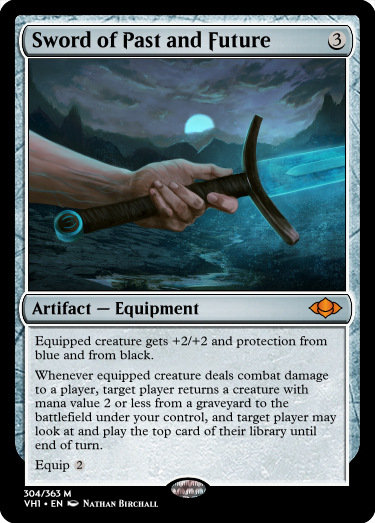 Sword of Past and Future 3
Artifact — Equipment
Equipped creature gets +2/+2 and protection from
blue and from black.
Whenever equipped creature deals combat damage
to a player, target player returns a creature with
mana value 2 or less from a graveyard to the
battlefield under your control, and target player may
look at and play the top card of their library until
end of turn.
Equip 2
304/363 M
VH1 • EN Nathan Birchall